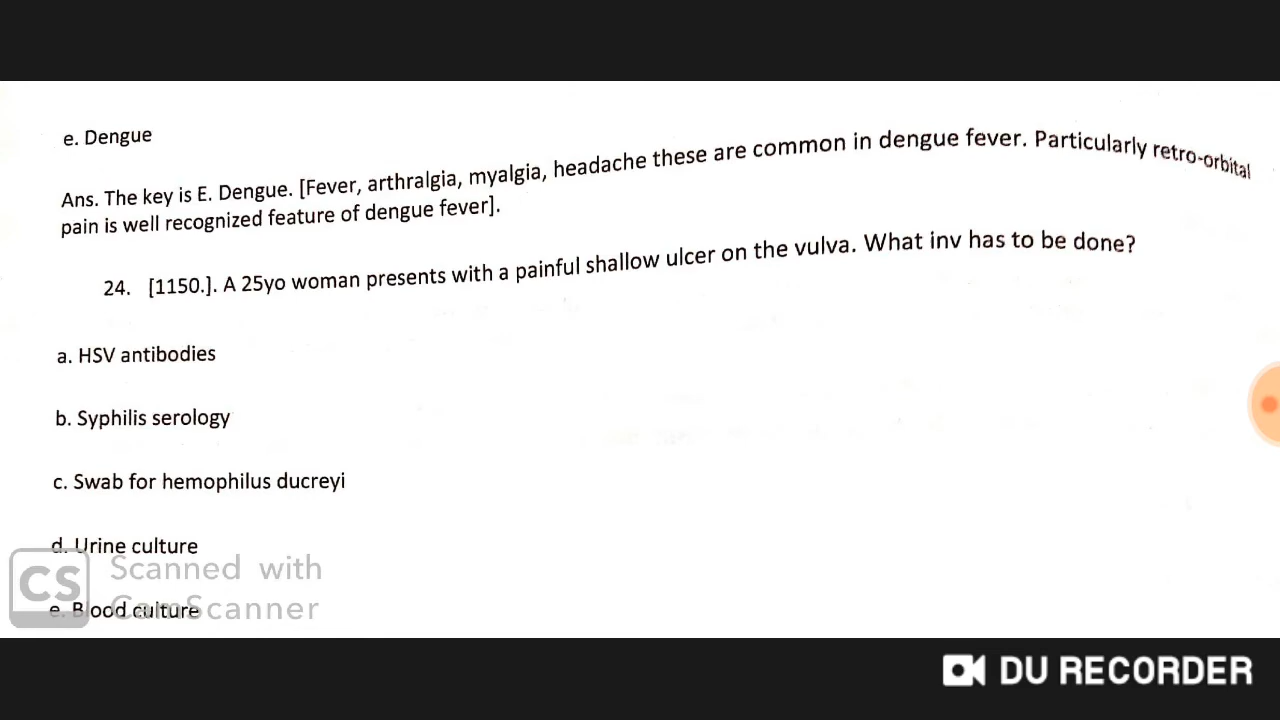 e. Dengue
Ans. The key is E. Dengue. [Fever, arthralgia, myalgia, headache these are common in dengue fever. Particularly retro-orbital
pain is well recognized feature of dengue fever].
24. [1150.]. A 25yo woman presents with a painful shallow ulcer on the vulva. What inv has to be done?
a. HSV antibodies
b. Syphilis serology
c. Swab for hemophilus ducreyi
d. Urine culture
e. Blood culture
CS Scanned with
CamScanner
DU RECORDER